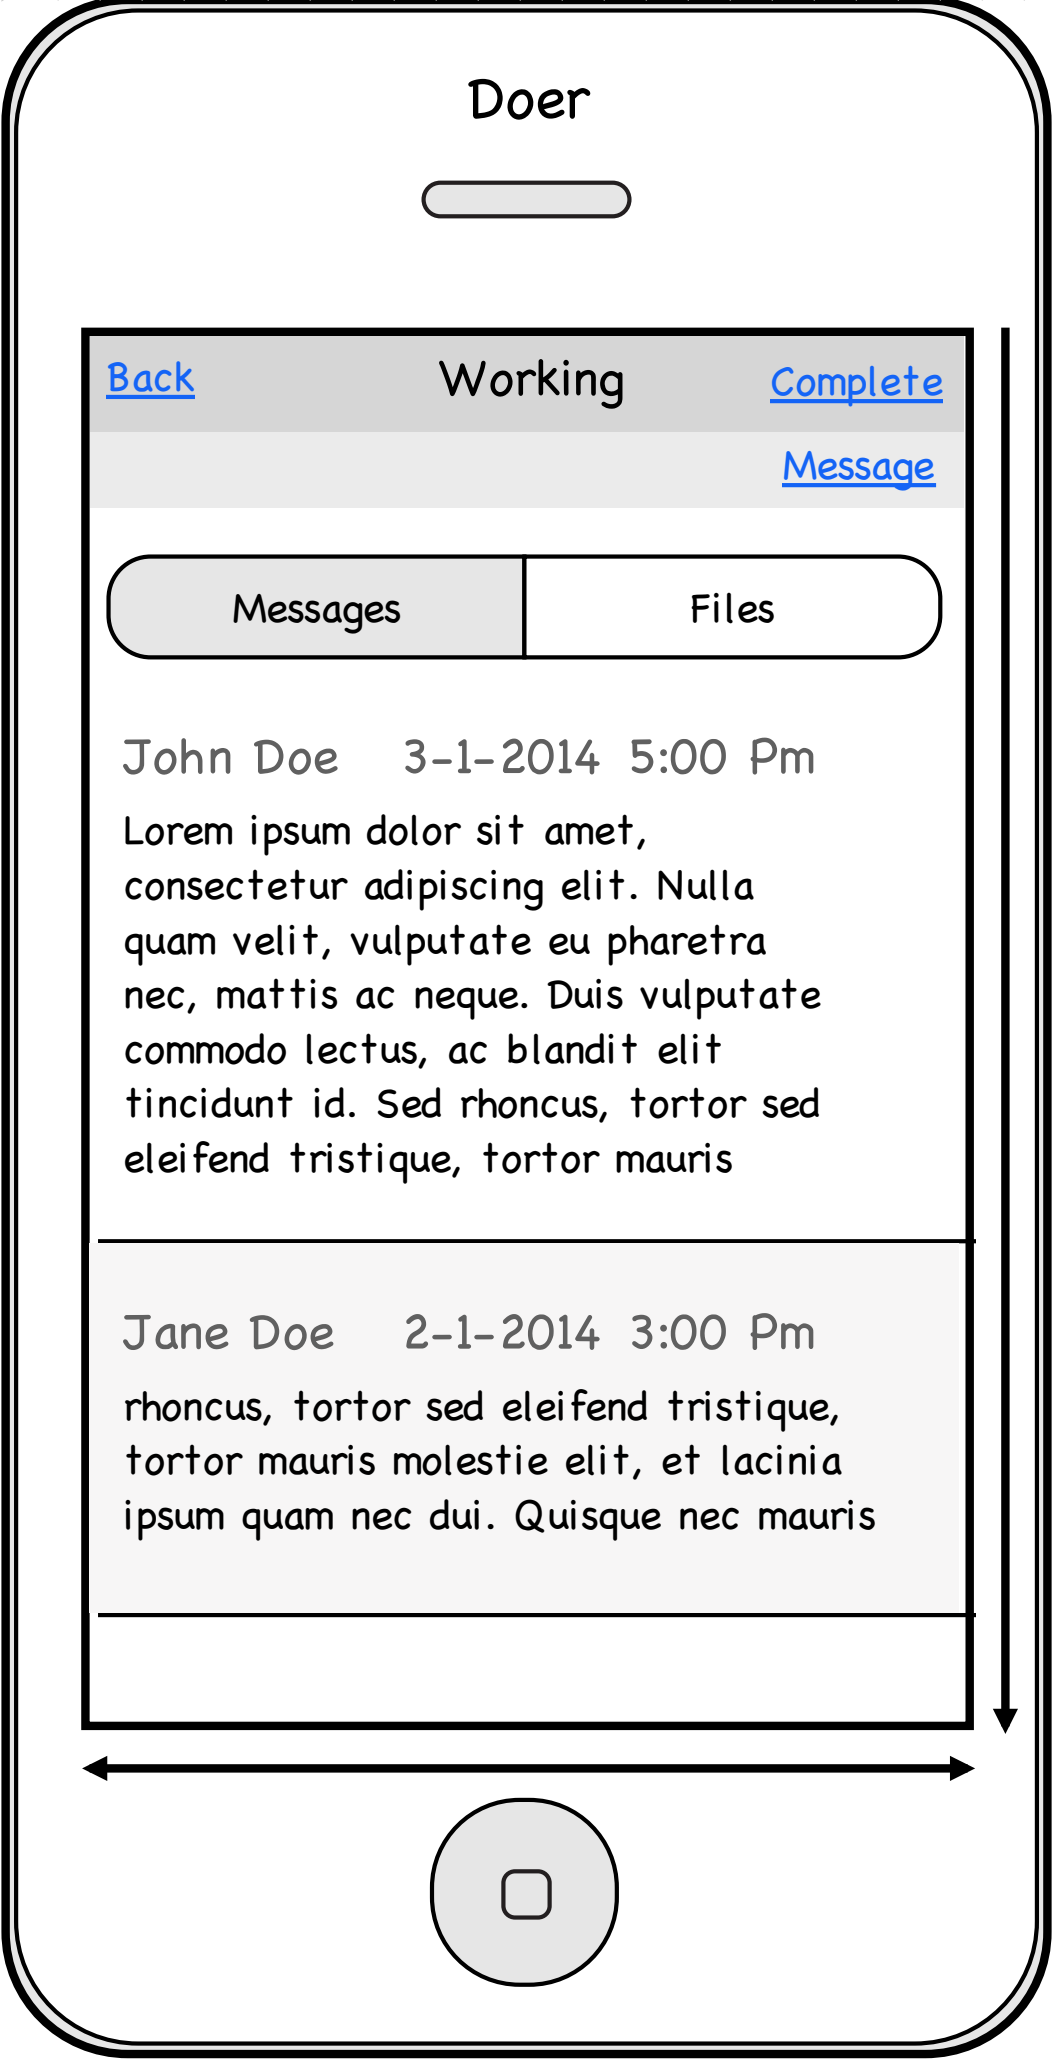 Doer
Back Working Complete
Message
Messages Files
John Doe 3-1-2014 5:00 Pm
Lorem ipsum dolor sit amet,
consectetur adipiscing elit. Nulla
quam velit, vulputate eu pharetra
nec, mattis ac neque. Duis vulputate
commodo lectus, ac blandit elit
tincidunt id. Sed rhoncus, tortor sed
eleifend tristique, tortor mauris
Jane Doe 2-1-2014 3:00 Pm
rhoncus, tortor sed eleifend tristique,
tortor mauris molestie elit, et lacinia
ipsum quam nec dui. Quisque nec mauris